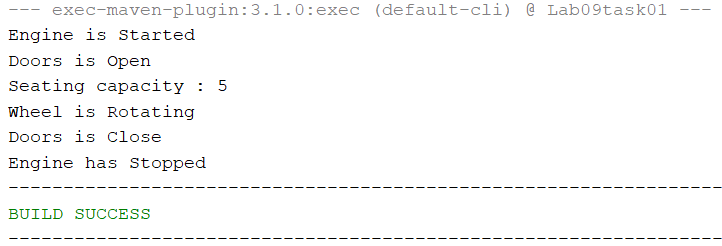 --- exec-maven-plugin:3.1.0:exec (default-cli) @ Lab09task01 ---
Engine is Started
Doors is Open
Seating capacity : 5
Wheel is Rotating
Doors is Close
Engine has Stopped
------------------------------------------------------------------------
BUILD SUCCESS
------------------------------------------------------------------------